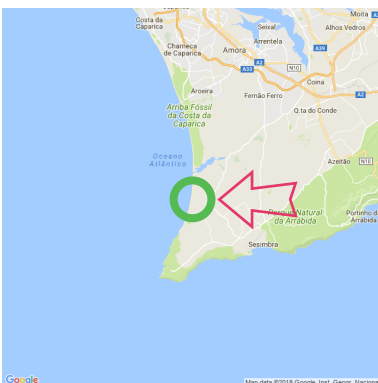 Moita
Costa da
Caparica
Seixal
Alhos Vedros
Arrentela
A39
Charneca
de Caparica
Amora
A2
A33
N10
Coina
Aroeira
Fernão Ferro
A2
Arriba Fóssil
da Costa da
Caparica
Q.ta do Conde
Oceano
Atlântico
Azeitão
N10
Parque Natural
da Arrábida
Portinho d
Arrábida
Sesimbra
Google
Map data ©2018 Google, Inst. Geogr. Naciona